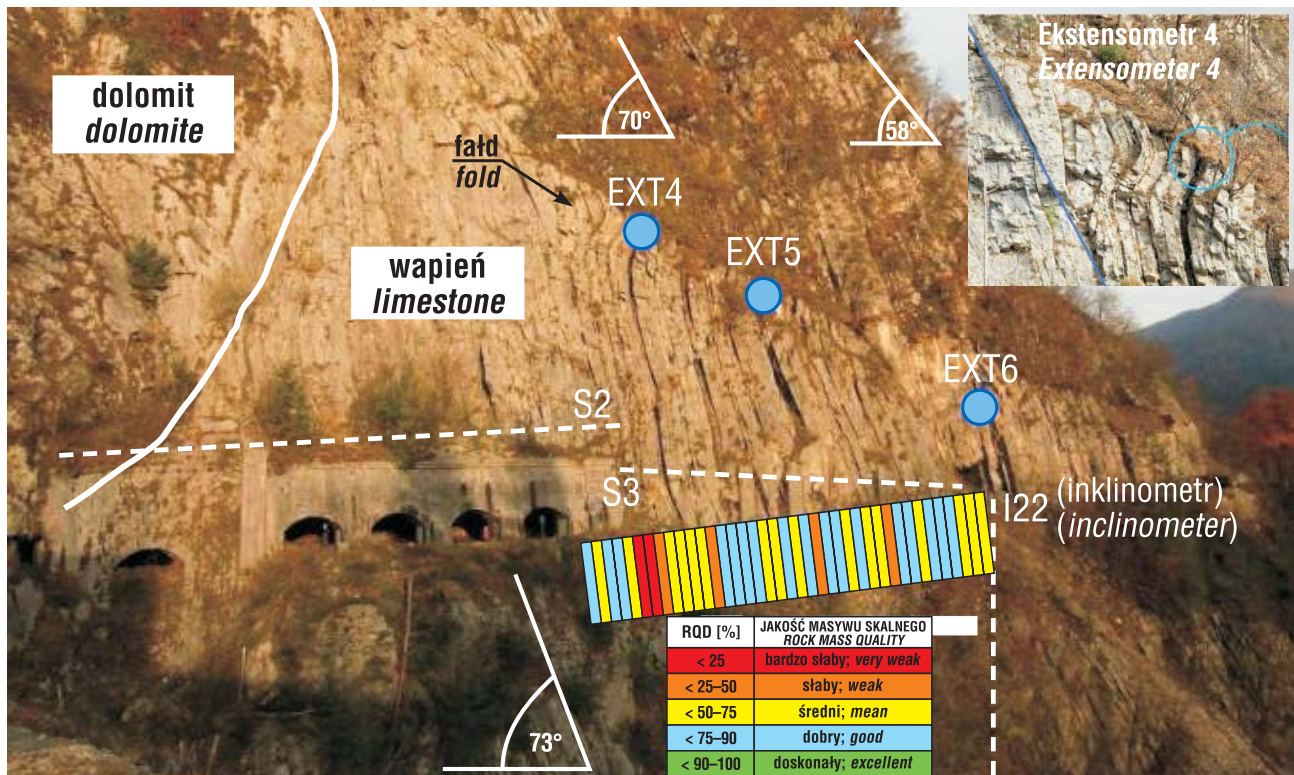 dolomit
dolomite
70°
58°
Ekstensometr 4
Extensometer 4
fałd
fold
EXT4
EXT5
wapień
limestone
EXT6
S2
S3
I22 (inklinometr)
(inclinometer)
RQD [%] JAKOŚĆ MASYWU SKALNEGO
ROCK MASS QUALITY
< 25 bardzo słaby; very weak
< 25–50 słaby; weak
< 50–75 średni; mean
< 75–90 dobry; good
< 90–100 doskonały; excellent
73°